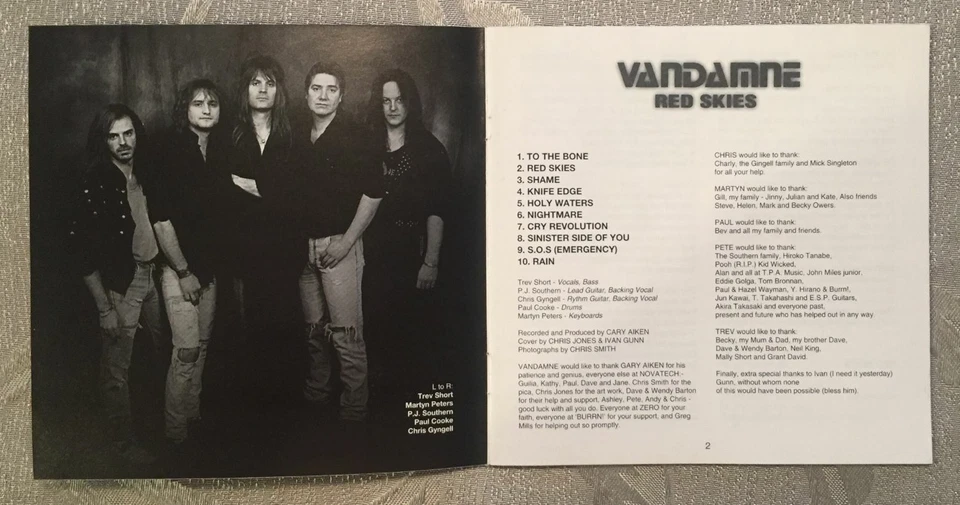 L to R:
Trev Short
Martyn Peters
P.J. Southern
Paul Cooke
Chris Gyngell
VANDAMNE
RED SKIES
1. TO THE BONE
2. RED SKIES
3. SHAME
4. KNIFE EDGE
5. HOLY WATERS
6. NIGHTMARE
7. CRY REVOLUTION
8. SINISTER SIDE OF YOU
9. S.O.S (EMERGENCY)
10. RAIN
Trev Short - Vocals, Bass
P.J. Southern - Lead Guitar, Backing Vocal
Chris Gyngell - Rythm Guitar, Backing Vocal
Paul Cooke - Drums
Martyn Peters - Keyboards
Recorded and Produced by CARY AIKEN
Cover by CHRIS JONES & IVAN GUNN
Photographs by CHRIS SMITH
VANDAMNE would like to thank GARY AIKEN for his
patience and genius, everyone else at NOVATECH:-
Guilia, Kathy, Paul, Dave and Jane. Chris Smith for the
pica, Chris Jones for the art work, Dave & Wendy Barton
for their help and support, Ashley, Pete, Andy & Chris -
good luck with all you do. Everyone at ZERO for your
faith, everyone at 'BURRN!' for your support, and Greg
Mills for helping out so promptly.
CHRIS would like to thank:
Charly, the Gingell family and Mick Singleton
for all your help.
MARTYN would like to thank:
Gill, my family - Jinny, Julian and Kate, Also friends
Steve, Helen, Mark and Becky Owers.
PAUL would like to thank:
Bev and all my family and friends.
PETE would like to thank:
The Southern family, Hiroko Tanabe,
Pooh (R.I.P.) Kid Wicked,
Alan and all at T.P.A. Music, John Miles junior,
Eddie Golga, Tom Brennan,
Paul & Hazel Wayman, Y. Hirano & Burrn!,
Jun Kawai, T. Takahashi and E.S.P. Guitars,
Akira Takasaki and everyone past,
present and future who has helped out in any way.
TREV would like to thank:
Becky, my Mum & Dad, my brother Dave,
Dave & Wendy Barton, Neil King,
Mally Short and Grant David.
Finally, extra special thanks to Ivan (I need it yesterday)
Gunn, without whom none
of this would have been possible (bless him).
2